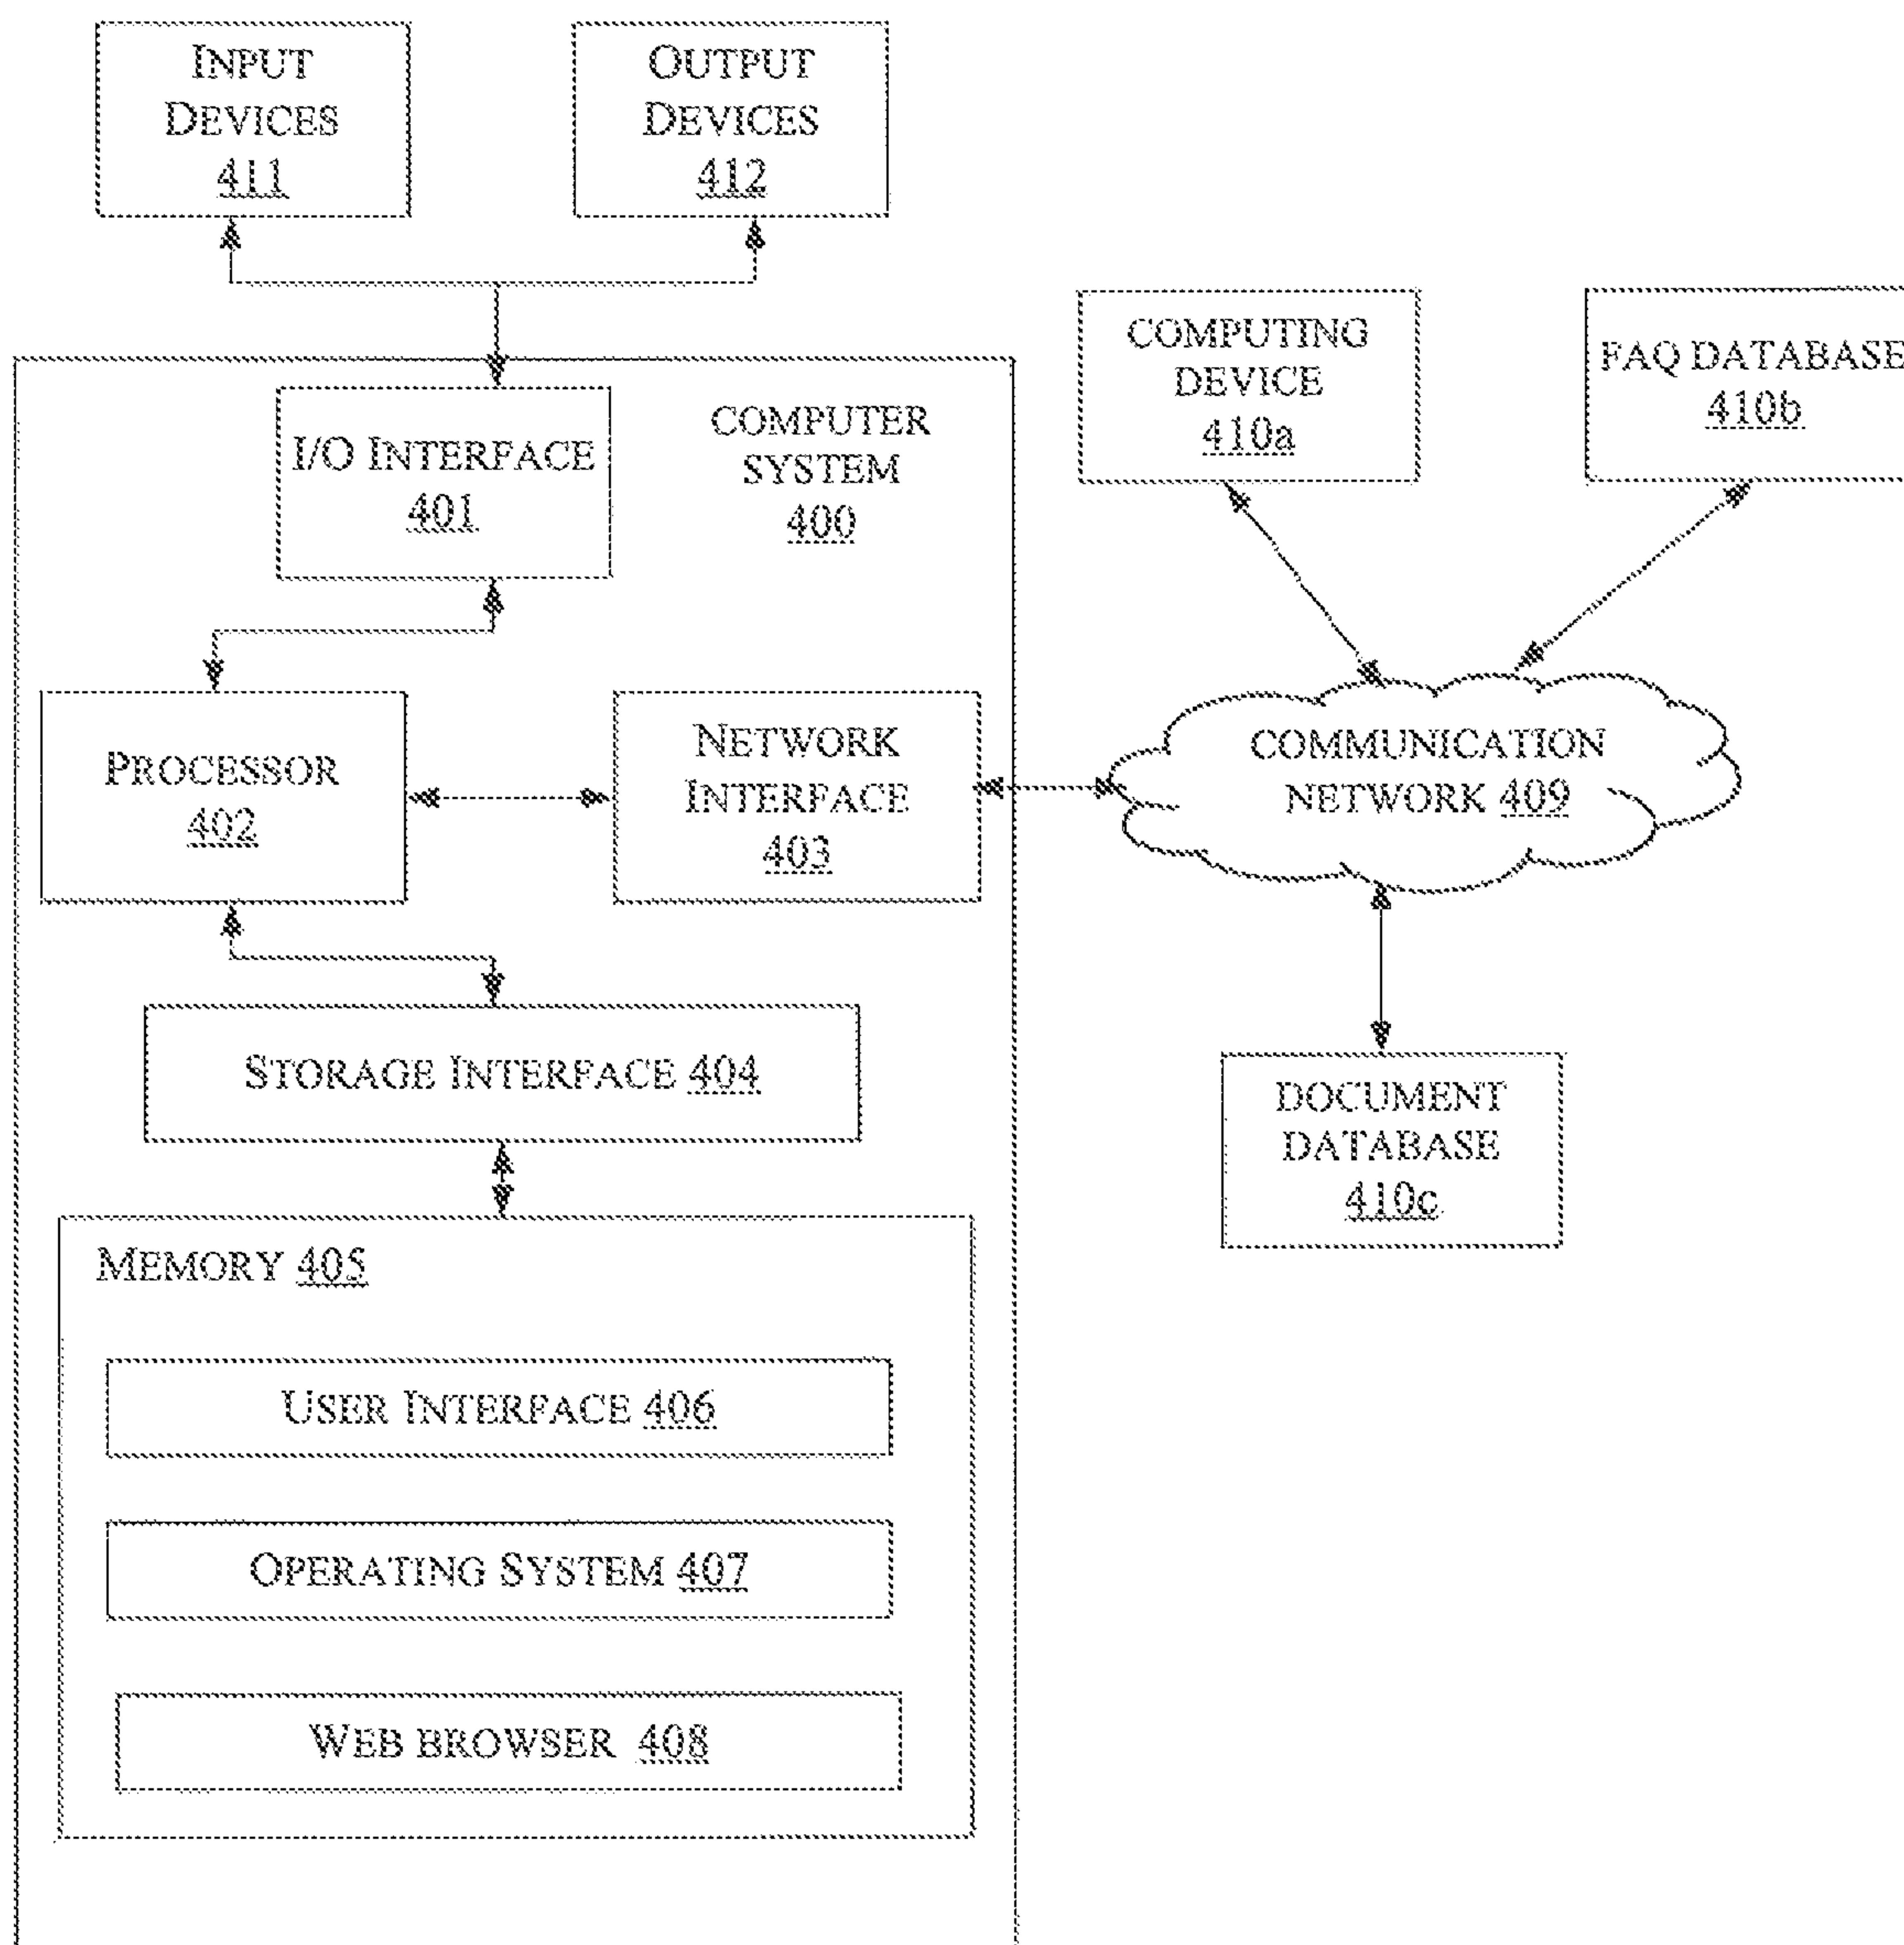 INPUT
DEVICES
411
OUTPUT
DEVICES
412
I/O INTERFACE
401
COMPUTER
SYSTEM
400
COMPUTING
DEVICE
410a
FAQ DATABASE
410b
PROCESSOR
402
NETWORK
INTERFACE
403
COMMUNICATION
NETWORK 409
STORAGE INTERFACE 404
DOCUMENT
DATABASE
410c
MEMORY 405
USER INTERFACE 406
OPERATING SYSTEM 407
WEB BROWSER 408